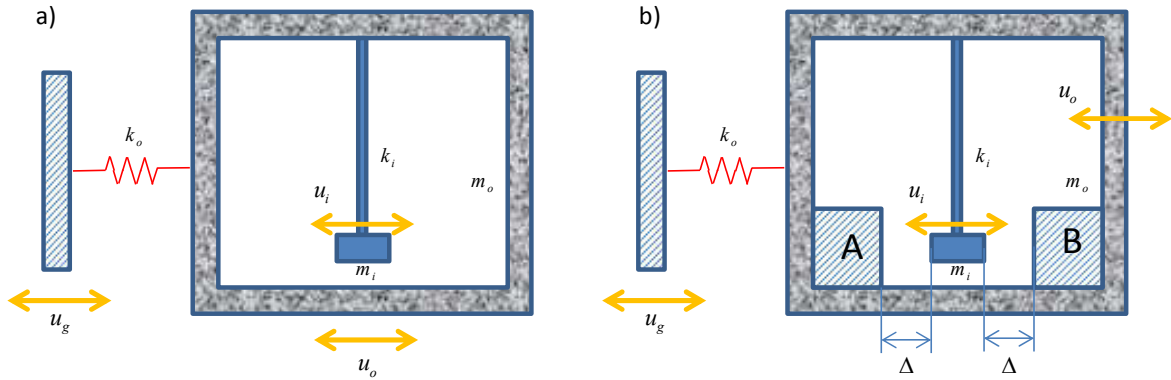 a)
k_o
k_i
m_o
u_i
m_i
u_g
u_o
b)
u_o
k_o
k_i
m_o
u_i
A
B
m_i
u_g
Δ
Δ